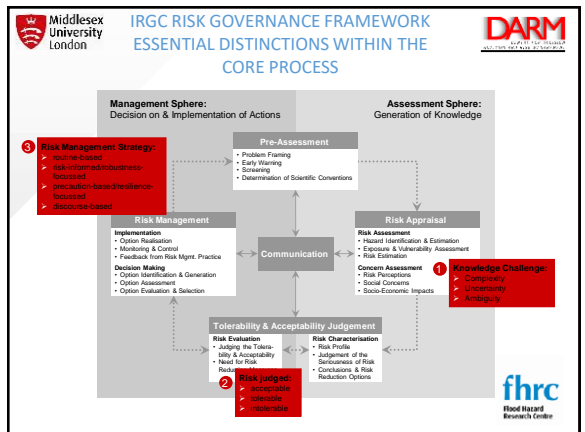 Middlesex
University
London
IRGC RISK GOVERNANCE FRAMEWORK
ESSENTIAL DISTINCTIONS WITHIN THE
CORE PROCESS
DARM
Management Sphere:
Decision on & Implementation of Actions
Assessment Sphere:
Generation of Knowledge
3
Risk Management Strategy:
routine-based
risk-informed/robustness-
focussed
precaution-based/resilience-
focussed
discourse-based
Pre-Assessment
• Problem Framing
• Early Warning
• Screening
• Determination of Scientific Conventions
Risk Management
Implementation
• Option Realisation
• Monitoring & Control
• Feedback from Risk Mgmt. Practice
Decision Making
• Option Identification & Generation
• Option Assessment
• Option Evaluation & Selection
Communication
Risk Appraisal
Risk Assessment
• Hazard Identification & Estimation
• Exposure & Vulnerability Assessment
• Risk Estimation
Concern Assessment
• Risk Perceptions
• Social Concerns
• Socio-Economic Impacts
1
Knowledge Challenge:
Complexity
Uncertainty
Ambiguity
Tolerability & Acceptability Judgement
Risk Evaluation
• Judging the Tolera-
bility & Acceptability
• Need for Risk
Risk Characterisation
• Risk Profile
• Judgement of the
Seriousness of Risk
• Conclusions & Risk
Reduction Options
2
Risk judged:
acceptable
tolerable
intolerable
fhrc
Flood Hazard
Research Centre